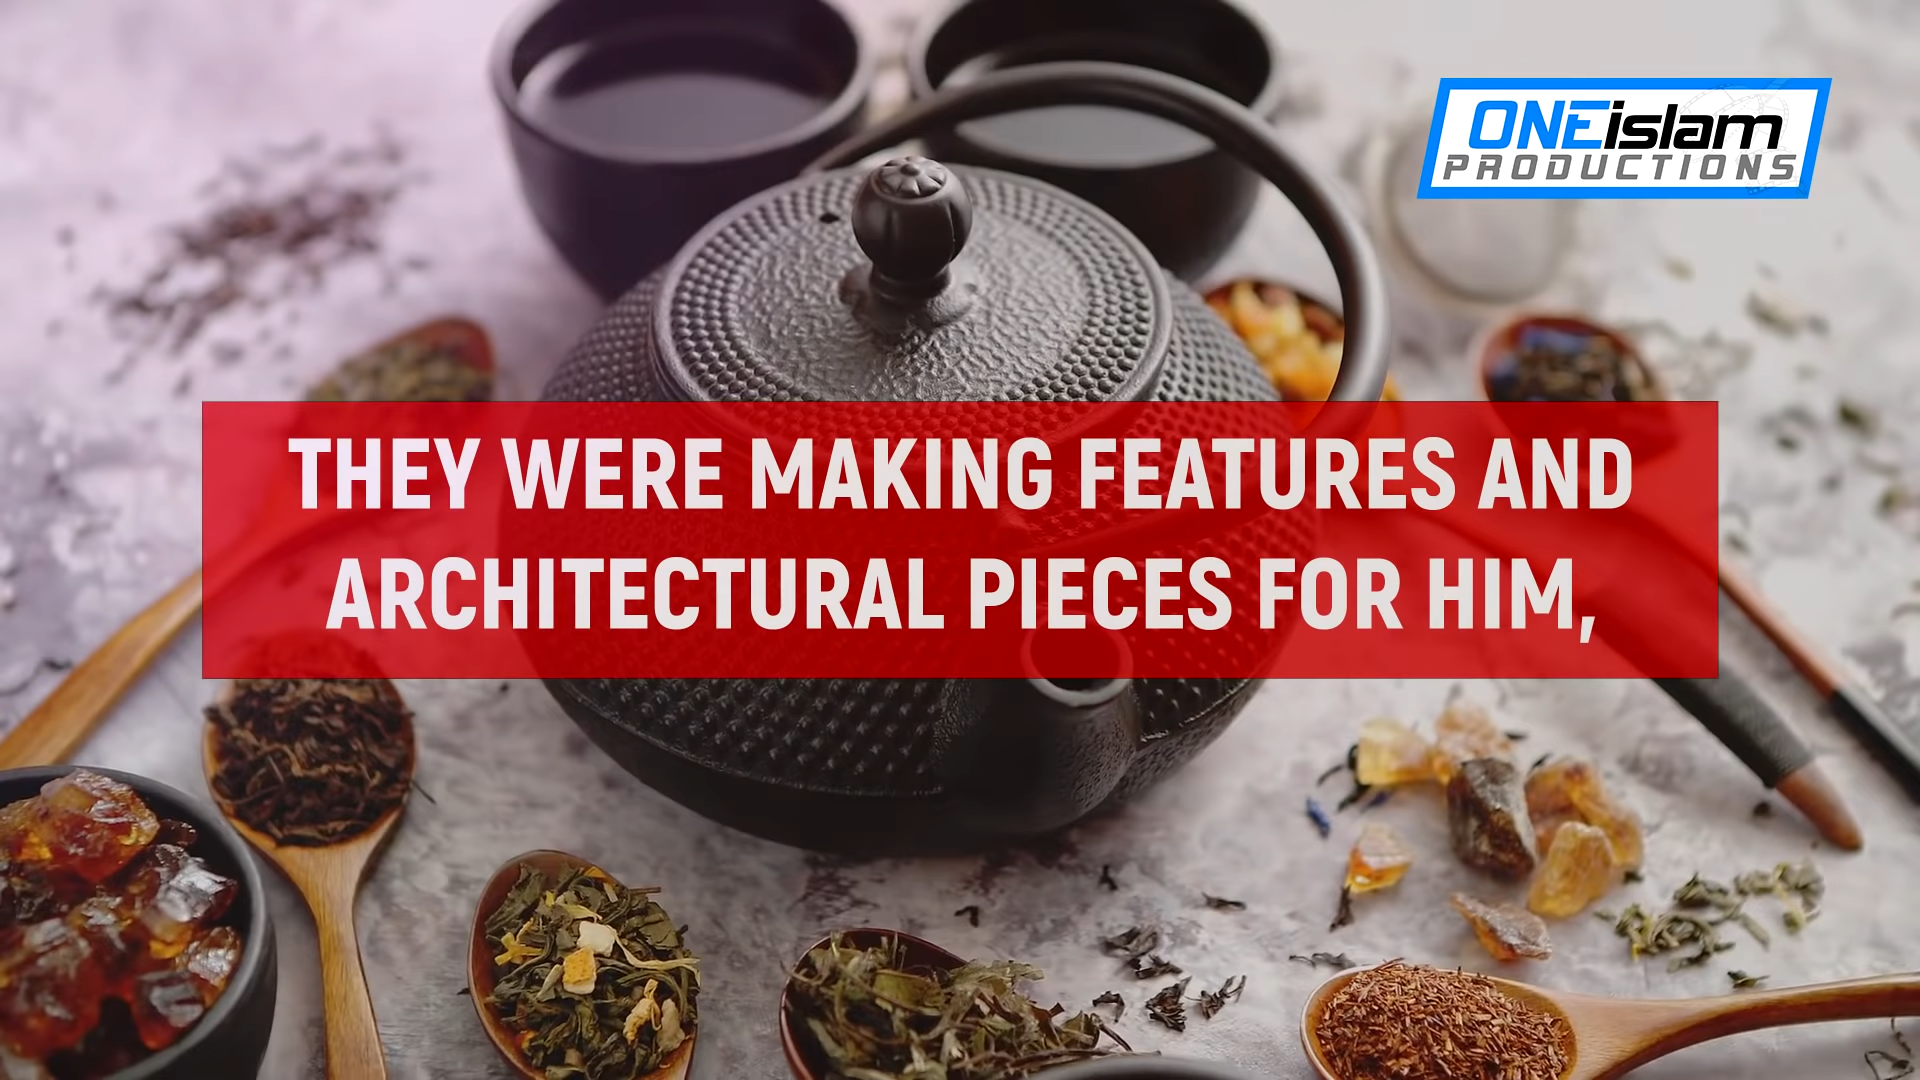 ONEislam
PRODUCTIONS
THEY WERE MAKING FEATURES AND
ARCHITECTURAL PIECES FOR HIM,